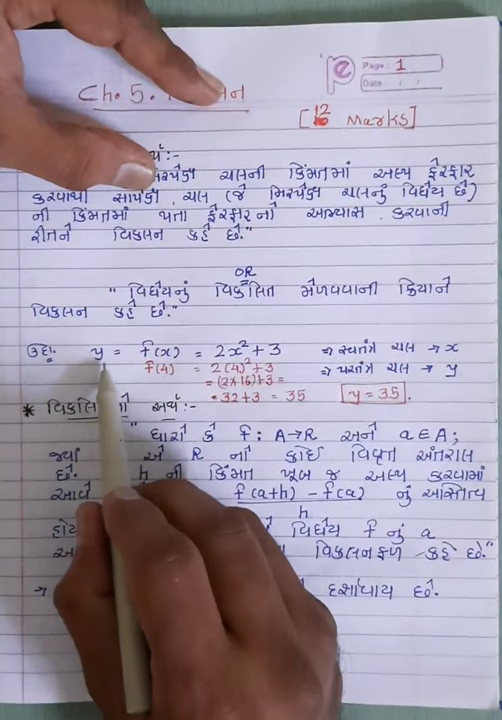 Page: 1
Date
Ch. 5.
[12 Marks]
ચલની કિંમતમાં અલ્પ ફેરફાર
કરવાથી સાપેક્ષ ચલ (જે નિરપેક્ષ ચલનું વિધેય છે)
ની કિંમતમાં થતા ફેરફારનો અભ્યાસ કરવાની
રીતને વિકલન કહે છે."
OR
" વિધેયનું વિકલિત મેળવવાની ક્રિયાને
વિકલન કહે છે."
ઉદા: y = f(x) = 2x² + 3 ⇒ સ્વતંત્ર ચલ → x
f(4) = 2(4)² + 3 ⇒ પરતંત્ર ચલ → y
= (2×16)+3 =
= 32+3 = 35 y = 35.
* અર્થ:-
" ધારો કે f: A→R અને a∈A;
જ્યાં એ R નો કોઈ વિવૃત્ત અંતરાલ
છે. h ની કિંમત ખૂબ જ અલ્પ કરવામાં
આવે f(a+h) - f(a) નું અસ્તિત્વ
h
હોય વિધેય f નું a
આ વિકલનફળ કહે છે."
→ દર્શાવાય છે.